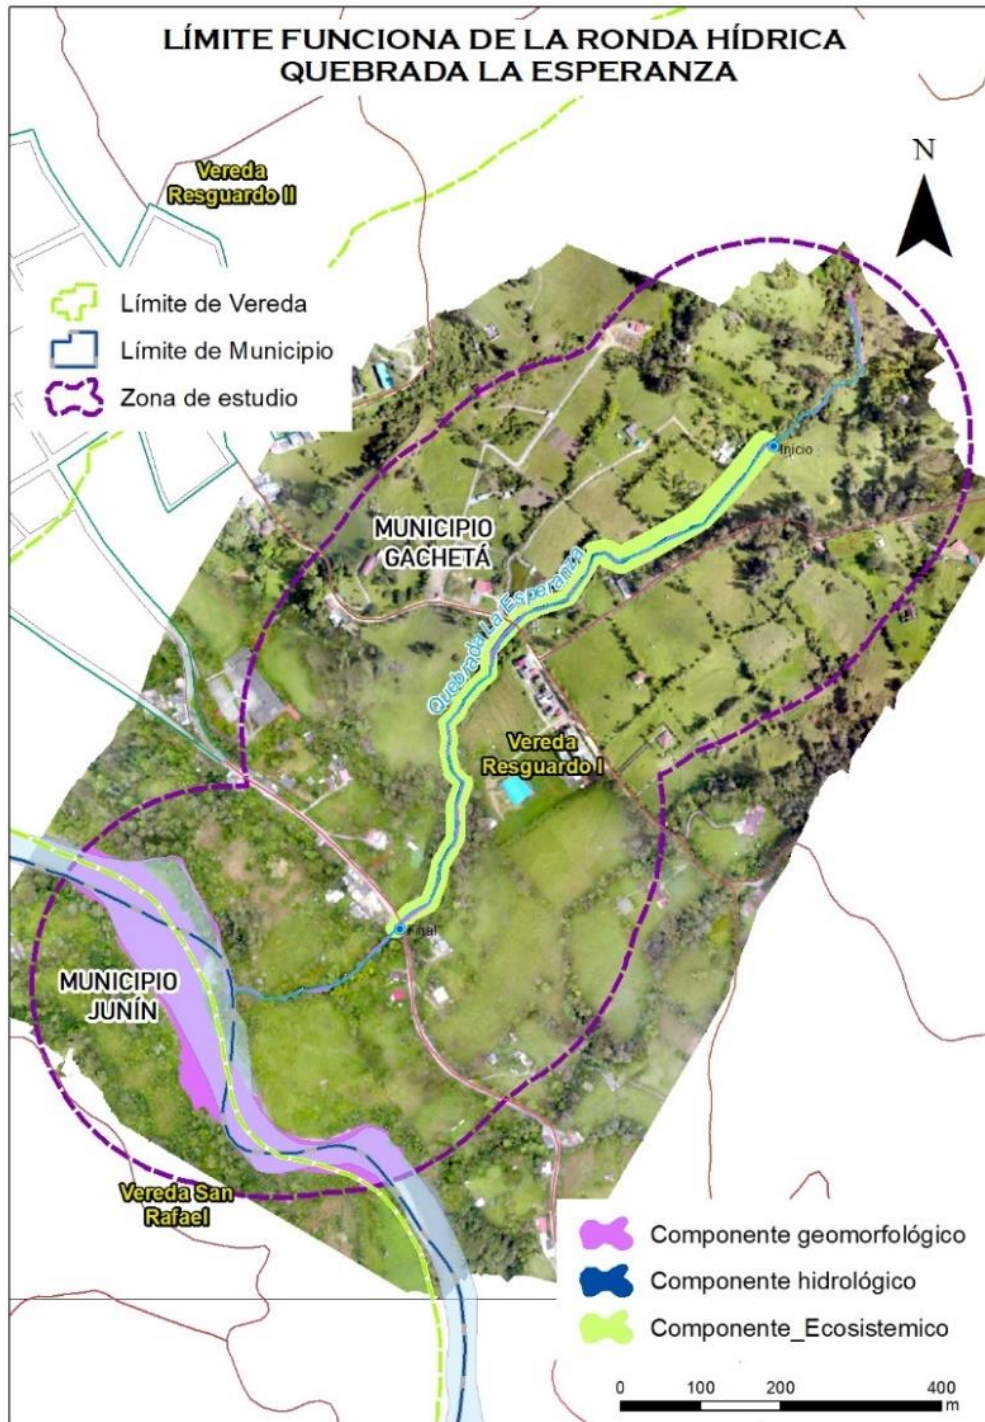 LÍMITE FUNCIONA DE LA RONDA HÍDRICA
QUEBRADA LA ESPERANZA
N
Vereda
Resguardo II
Límite de Vereda
Límite de Municipio
Zona de estudio
Inicio
MUNICIPIO
GACHETÁ
Quebrada La Esperanza
Vereda
Resguardo I
Final
MUNICIPIO
JUNÍN
Vereda San
Rafael
Componente geomorfológico
Componente hidrológico
Componente_Ecosistemico
0 100 200 400
m